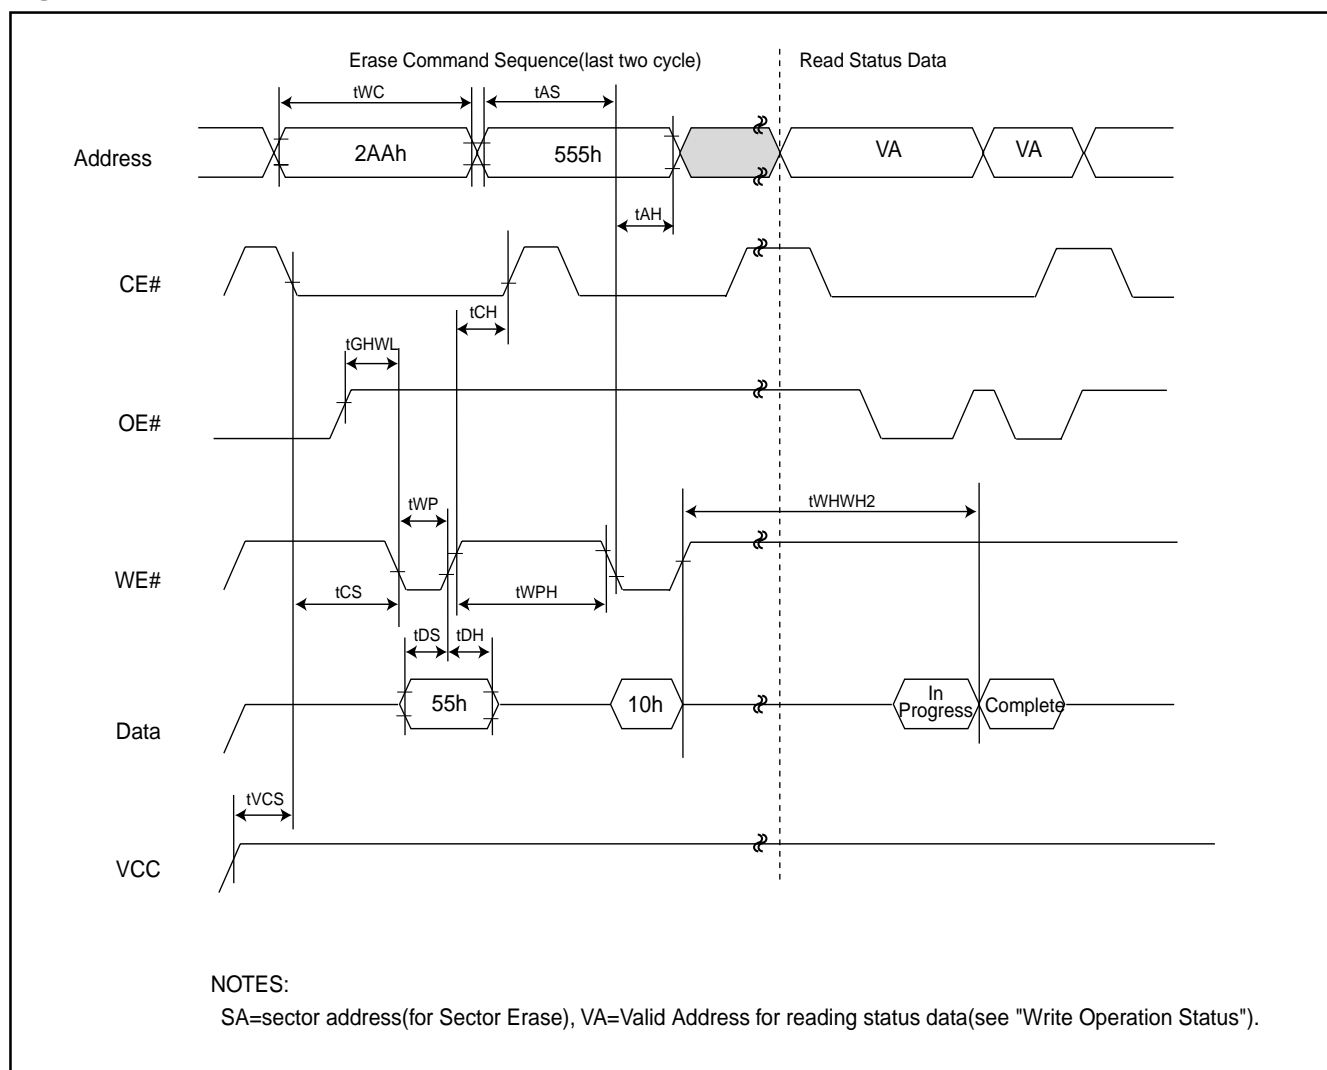 Erase Command Sequence(last two cycle)
Read Status Data
tWC
tAS
Address
2AAh
555h
VA
VA
tAH
CE#
tCH
tGHWL
OE#
tWP
tWHWH2
WE#
tCS
tWPH
tDS
tDH
Data
55h
10h
In
Progress
Complete
tVCS
VCC
NOTES:
SA=sector address(for Sector Erase), VA=Valid Address for reading status data(see "Write Operation Status").